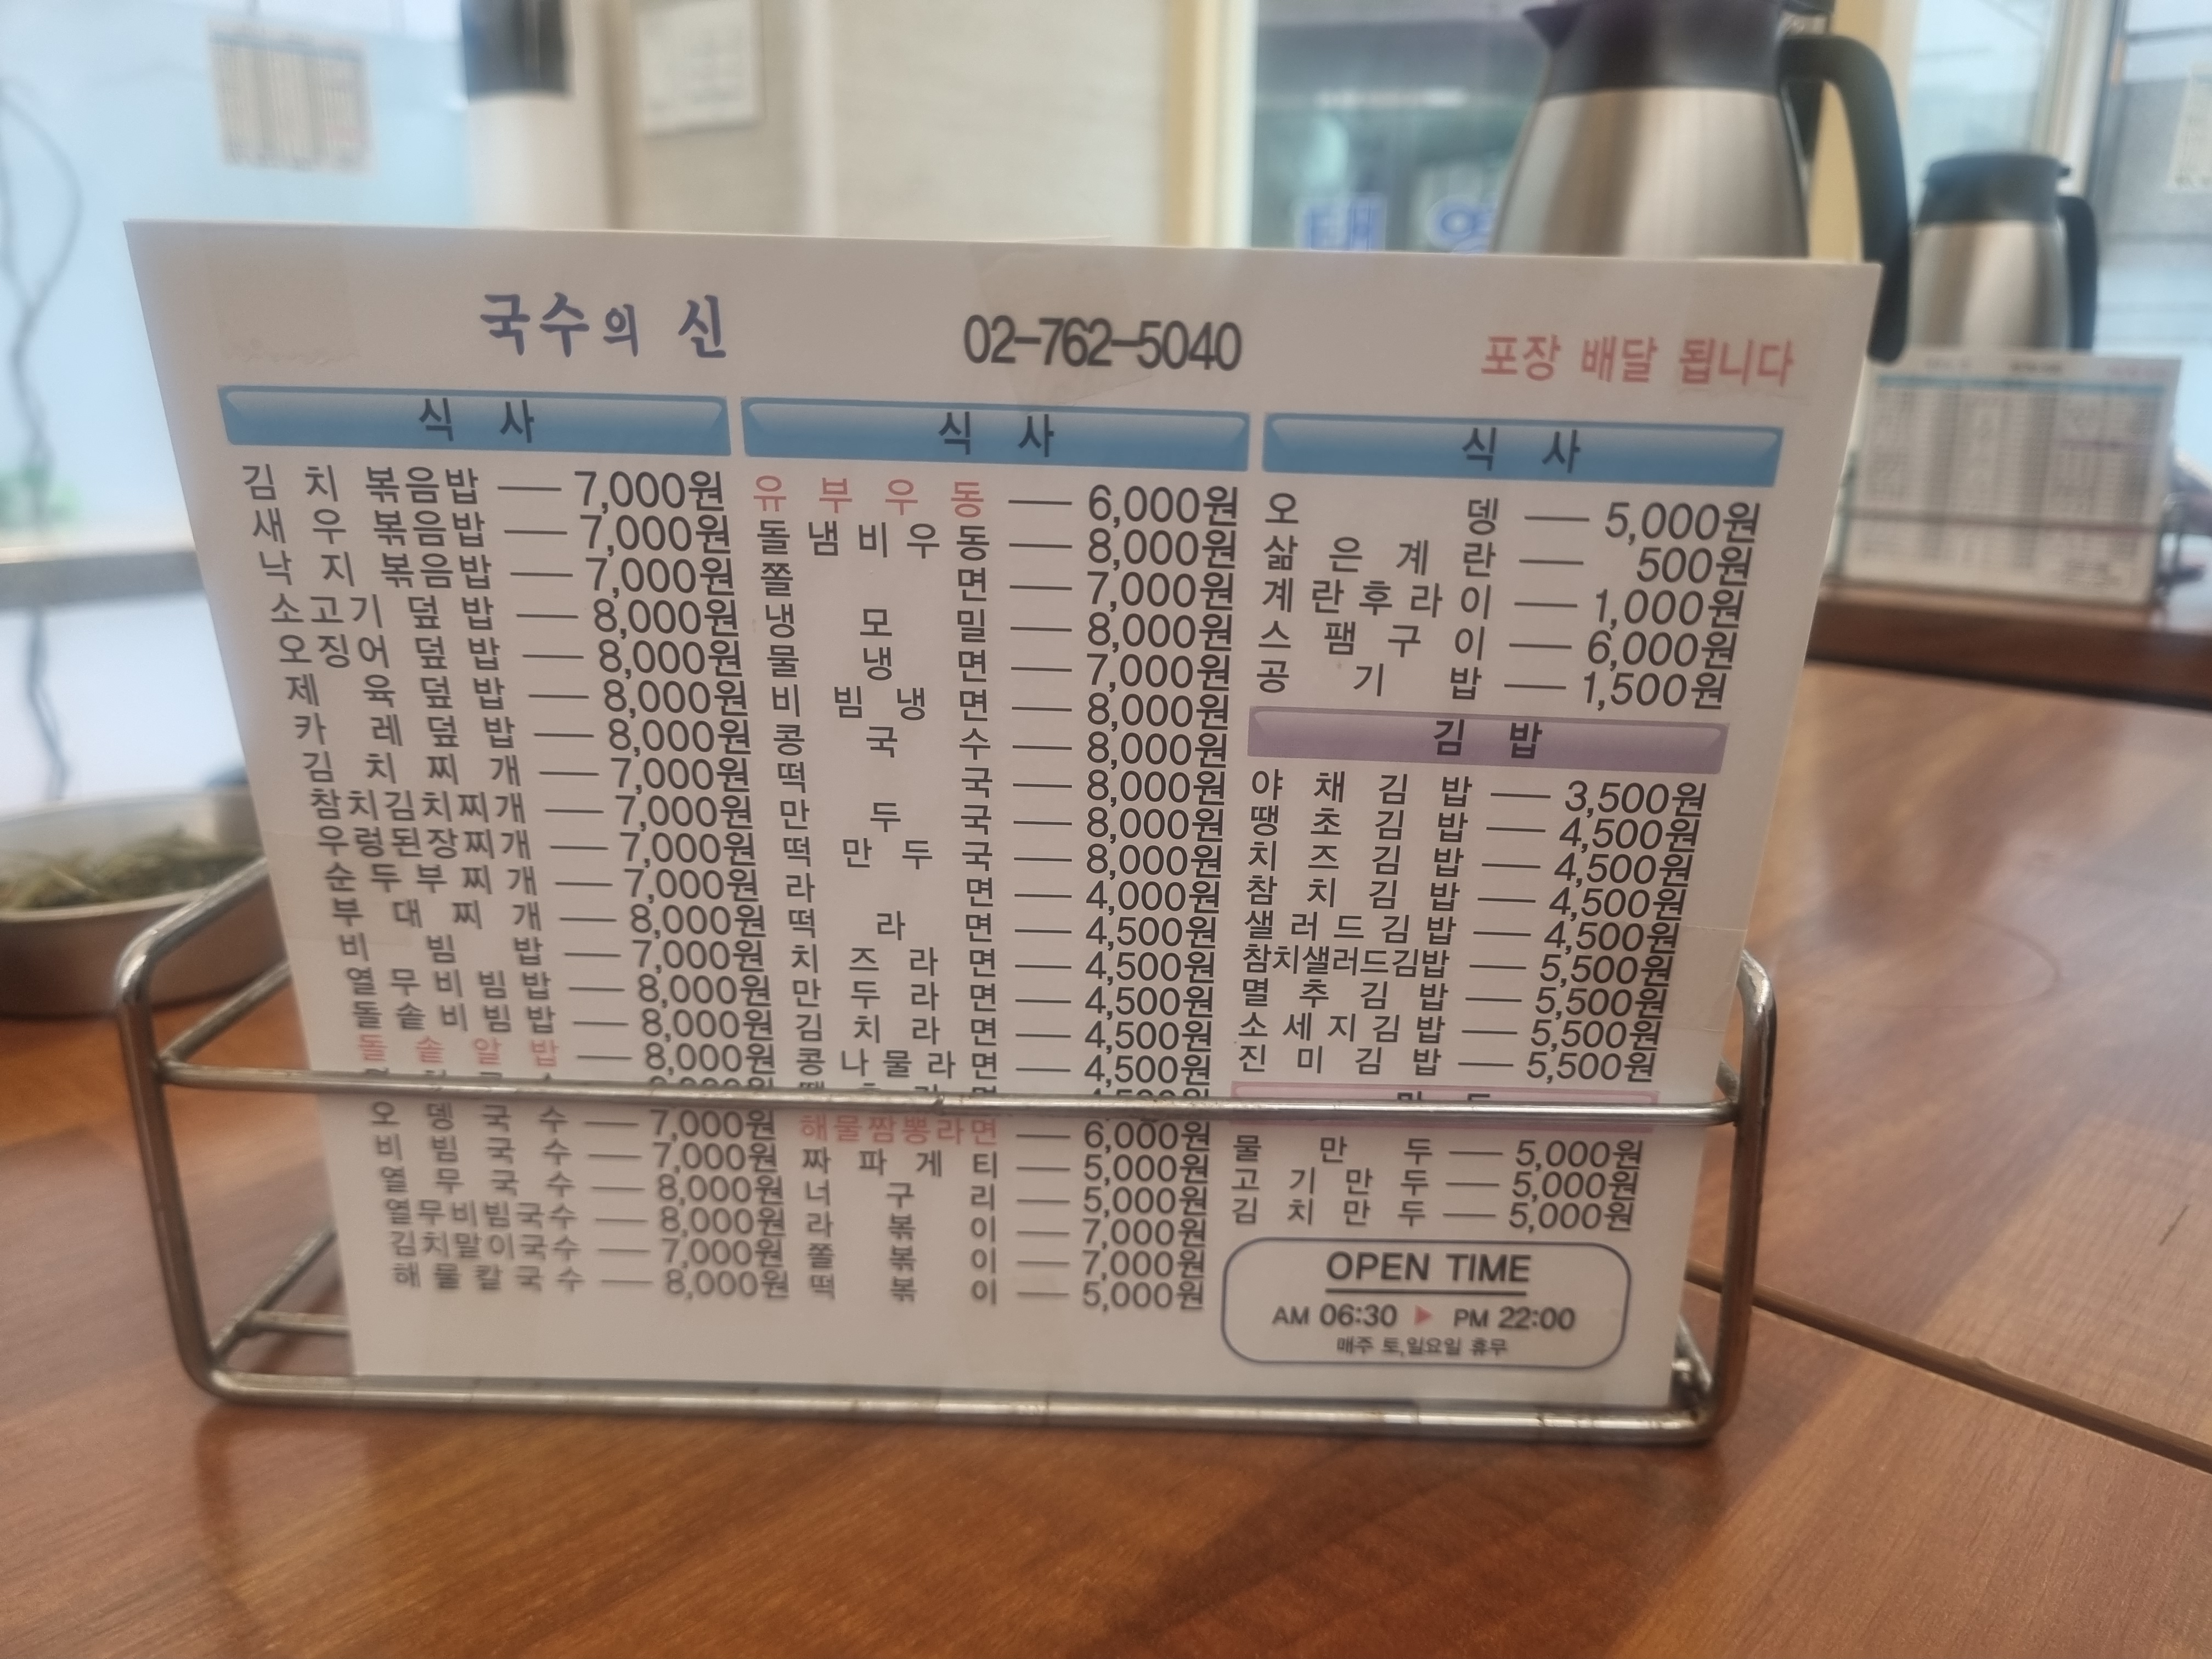 국수의 신
02-762-5040
포장 배달 됩니다
식 사
김치볶음밥 — 7,000원
새우볶음밥 — 7,000원
낙지볶음밥 — 7,000원
소고기덮밥 — 8,000원
오징어덮밥 — 8,000원
제육덮밥 — 8,000원
카레덮밥 — 8,000원
김치찌개 — 7,000원
참치김치찌개 — 7,000원
우렁된장찌개 — 7,000원
순두부찌개 — 7,000원
부대찌개 — 8,000원
비빔밥 — 7,000원
열무비빔밥 — 8,000원
돌솥비빔밥 — 8,000원
돌솥알밥 — 8,000원
오뎅국수 — 7,000원
비빔국수 — 7,000원
열무국수 — 8,000원
열무비빔국수 — 8,000원
김치말이국수 — 7,000원
해물칼국수 — 8,000원
식 사
유부우동 — 6,000원
돌냄비우동 — 8,000원
쫄면 — 7,000원
냉모밀 — 8,000원
물냉면 — 7,000원
비빔냉면 — 8,000원
콩국수 — 8,000원
떡국 — 8,000원
만두국 — 8,000원
떡만두국 — 8,000원
라면 — 4,000원
떡라면 — 4,500원
치즈라면 — 4,500원
만두라면 — 4,500원
김치라면 — 4,500원
콩나물라면 — 4,500원
해물짬뽕라면 — 6,000원
짜파게티 — 5,000원
너구리 — 5,000원
라볶이 — 7,000원
쫄볶이 — 7,000원
떡볶이 — 5,000원
식 사
오뎅 — 5,000원
삶은계란 — 500원
계란후라이 — 1,000원
스팸구이 — 6,000원
공기밥 — 1,500원
김 밥
야채김밥 — 3,500원
땡초김밥 — 4,500원
치즈김밥 — 4,500원
참치김밥 — 4,500원
샐러드김밥 — 4,500원
참치샐러드김밥 — 5,500원
멸추김밥 — 5,500원
소세지김밥 — 5,500원
진미김밥 — 5,500원
물만두 — 5,000원
고기만두 — 5,000원
김치만두 — 5,000원
OPEN TIME
AM 06:30 ▶ PM 22:00
매주 토,일요일 휴무